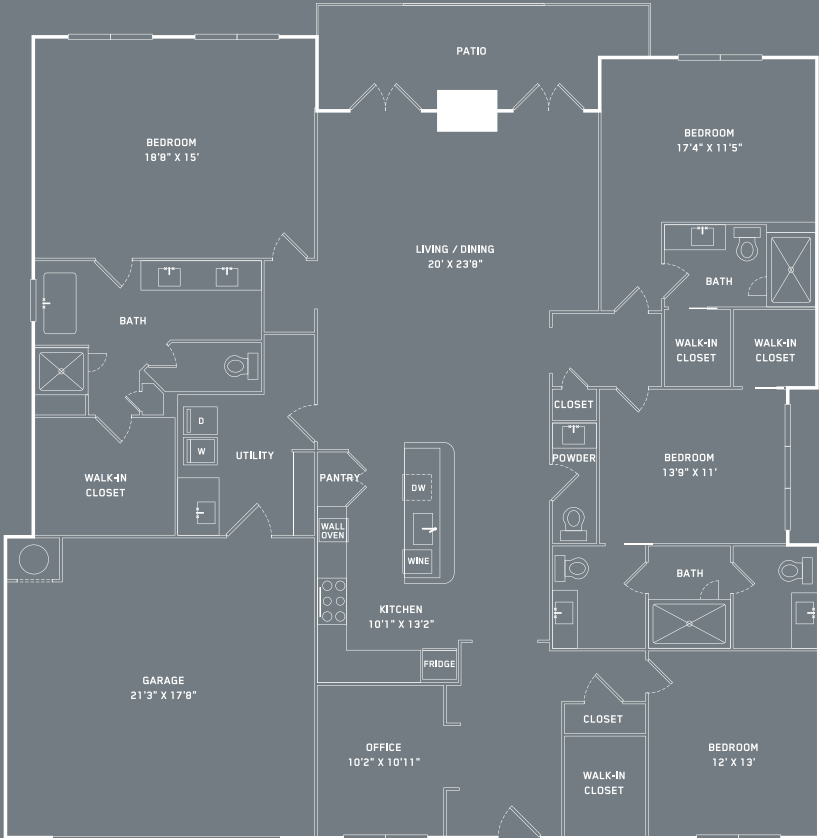 PATIO
BEDROOM
18'8" X 15'
BEDROOM
17'4" X 11'5"
LIVING / DINING
20' X 23'8"
BATH
BATH
WALK-IN
CLOSET
WALK-IN
CLOSET
D
W
UTILITY
CLOSET
POWDER
BEDROOM
13'9" X 11'
WALK-IN
CLOSET
PANTRY
DW
WALL
OVEN
WINE
BATH
KITCHEN
10'1" X 13'2"
FRIDGE
GARAGE
21'3" X 17'8"
CLOSET
OFFICE
10'2" X 10'11"
BEDROOM
12' X 13'
WALK-IN
CLOSET